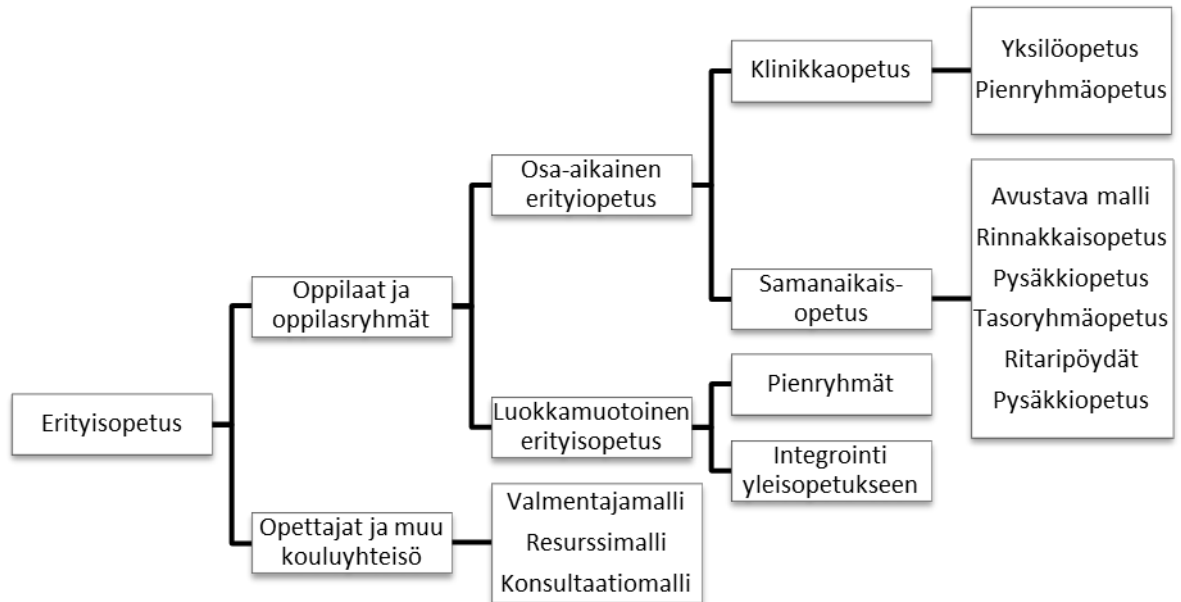 Erityisopetus
Oppilaat ja
oppilasryhmät
Opettajat ja muu
kouluyhteisö
Osa-aikainen
erityiopetus
Luokkamuotoinen
erityisopetus
Valmentajamalli
Resurssimalli
Konsultaatiomalli
Klinikkaopetus
Samanaikais-
opetus
Pienryhmät
Integrointi
yleisopetukseen
Yksilöopetus
Pienryhmäopetus
Avustava malli
Rinnakkaisopetus
Pysäkkiopetus
Tasoryhmäopetus
Ritaripöydät
Pysäkkiopetus